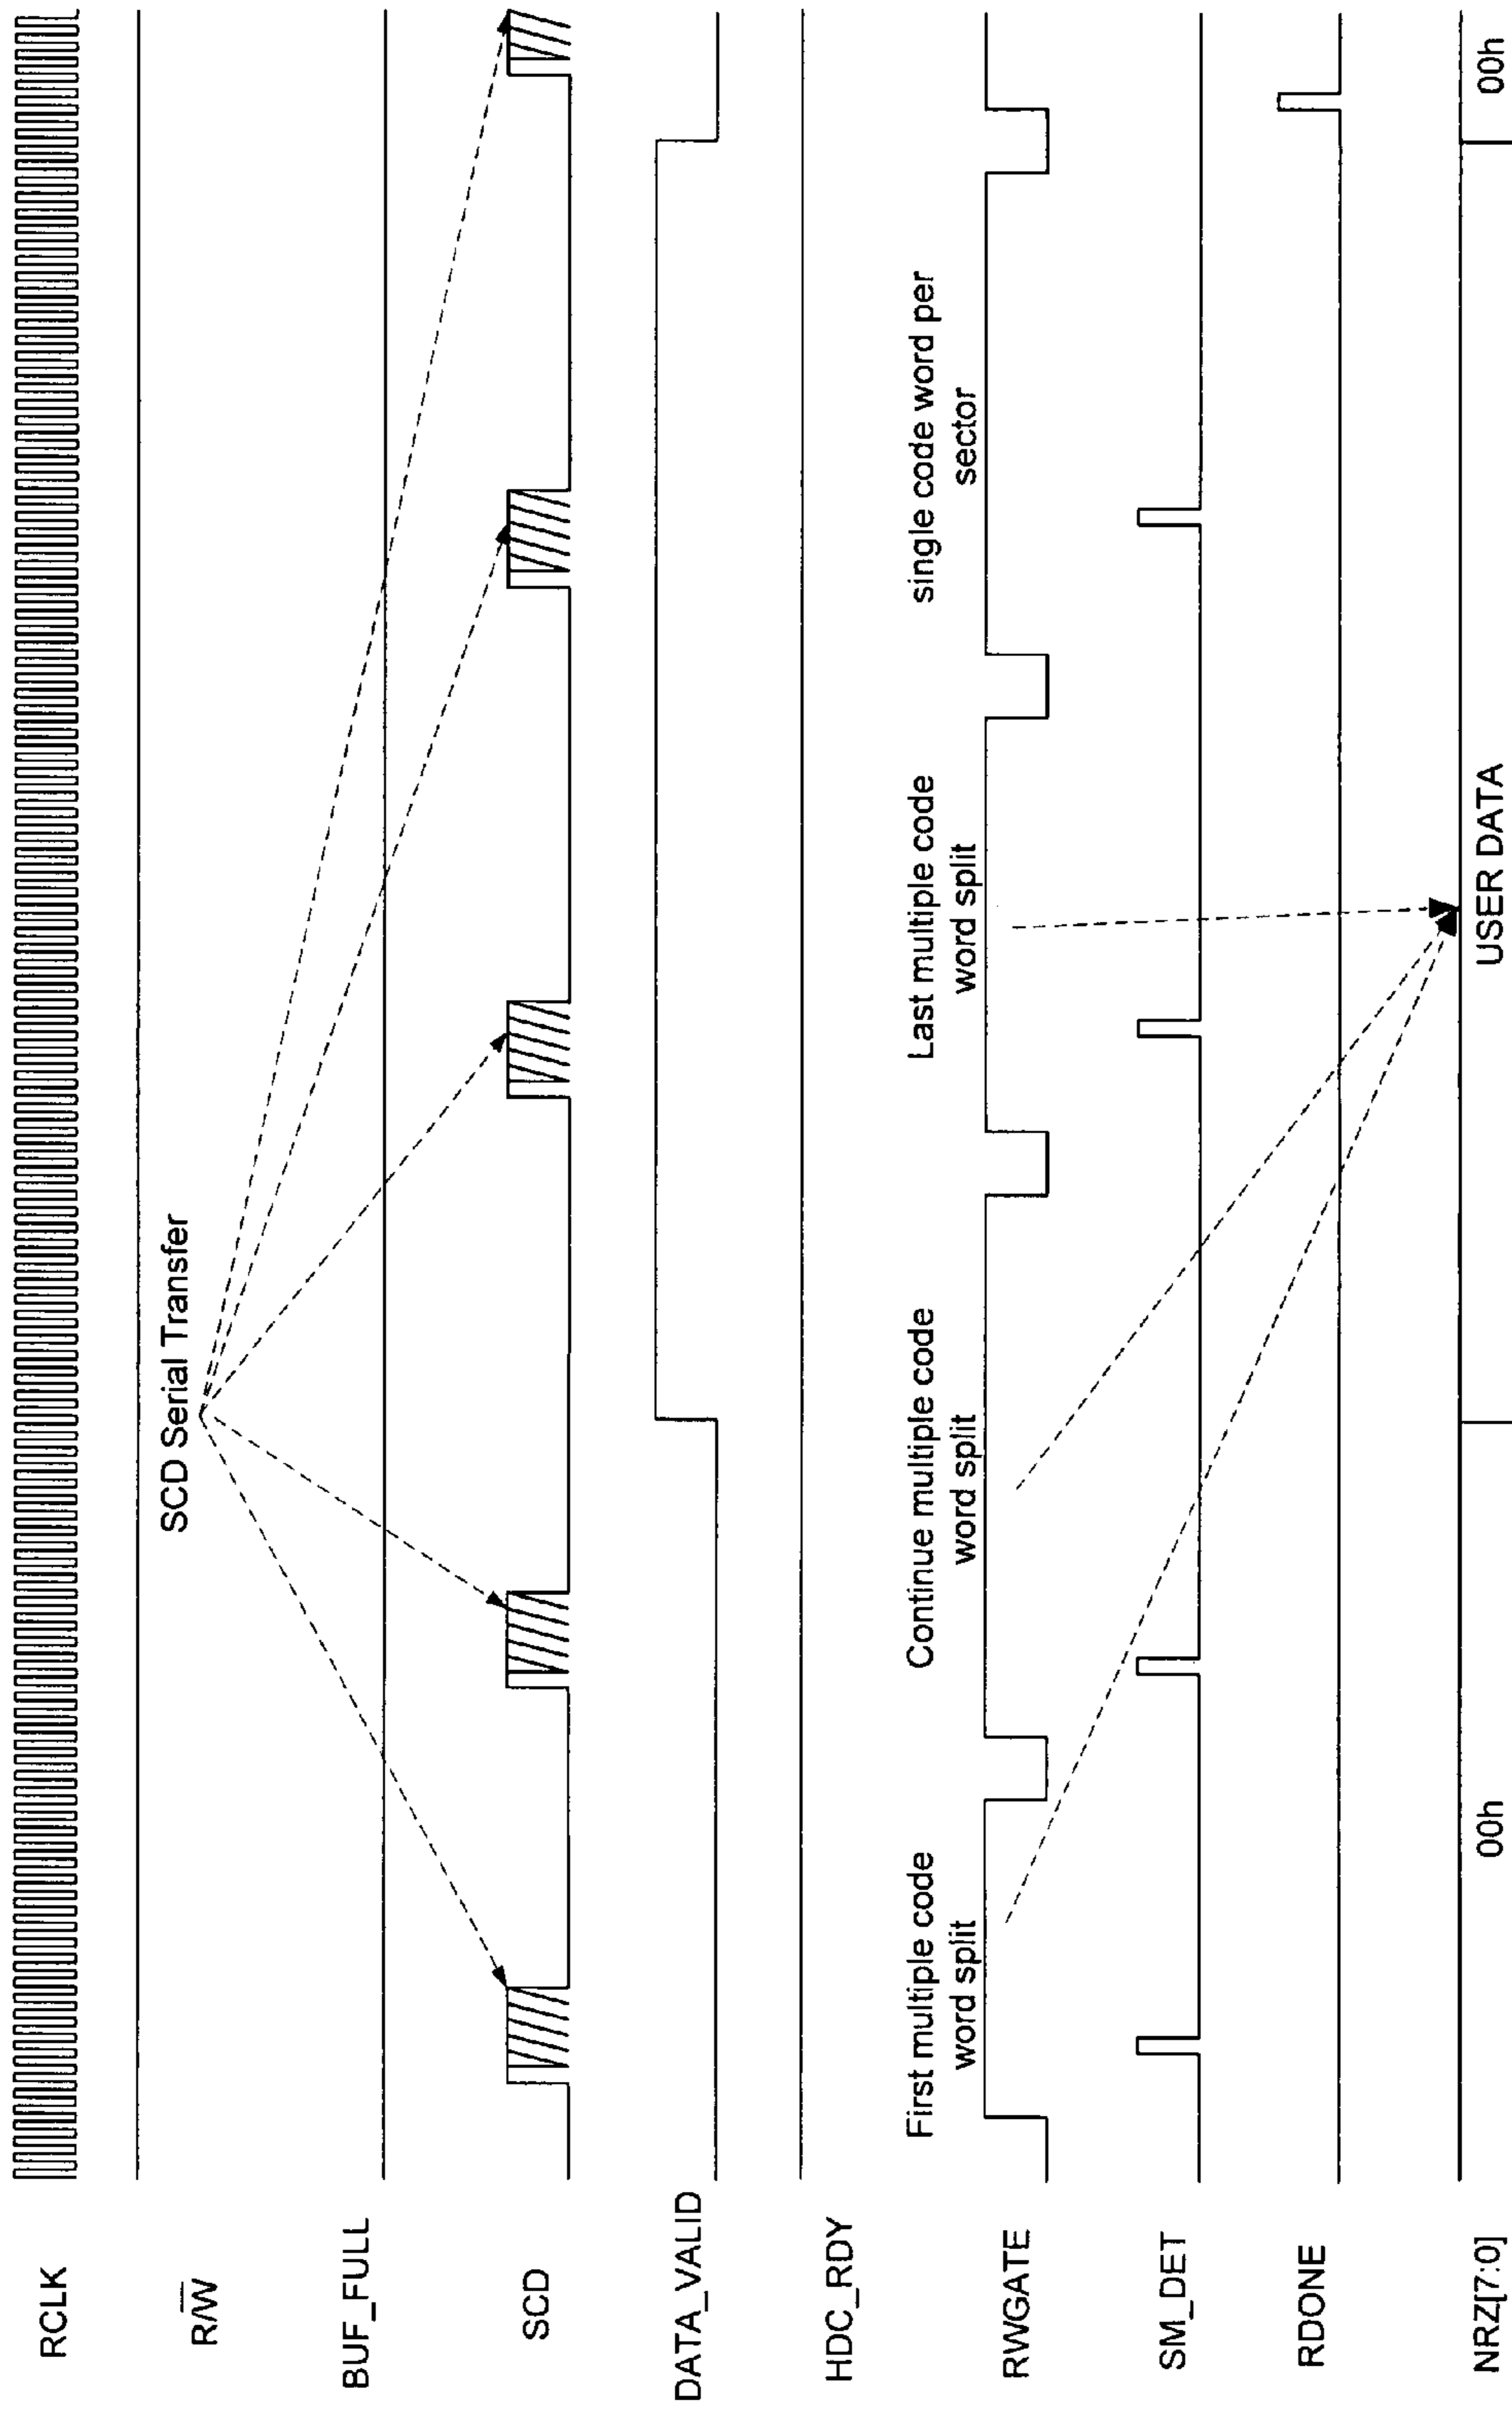 RCLK
R/W̅
SCD Serial Transfer
BUF_FULL
SCD
DATA_VALID
HDC_RDY
First multiple code
word split
Continue multiple code
word split
Last multiple code
word split
single code word per
sector
RWGATE
SM_DET
RDONE
NRZ[7:0]
00h
USER DATA
00h